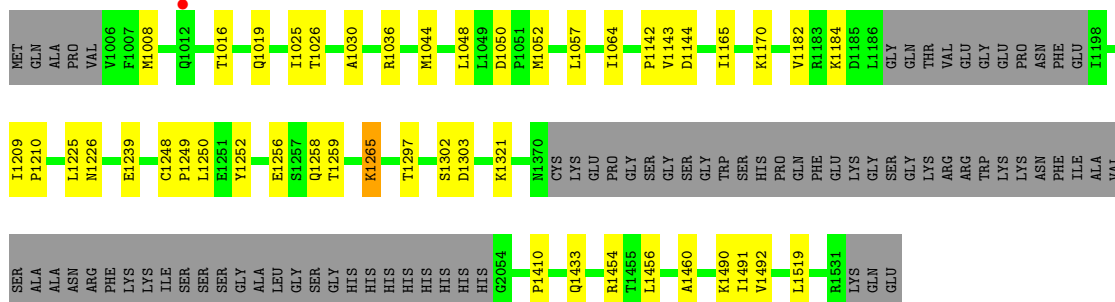 MET GLN ALA PRO VAL V1006 F1007 M1008 Q1012 T1016 Q1019 I1025 T1026 A1030 R1036 M1044 L1048 L1049 D1050 P1051 M1052 L1057 I1064 P1142 V1143 D1144 I1165 K1170 V1182 R1183 K1184 D1185 L1186 GLY GLN THR VAL GLU GLY GLU PRO ASN PHE GLU I1198
I1209 P1210 L1225 N1226 E1239 C1248 P1249 L1250 E1251 Y1252 E1256 S1257 Q1258 T1259 K1265 T1297 S1302 D1303 K1321 N1370 CYS LYS GLU PRO GLY SER GLY SER GLY TRP SER HIS PRO GLN PHE GLU LYS GLY SER GLY LYS ARG ARG TRP LYS LYS ASN PHE ILE ALA VAL
SER ALA ALA ASN ARG PHE LYS LYS ILE SER SER SER GLY ALA LEU GLY SER GLY HIS HIS HIS HIS HIS HIS HIS HIS G2054 P1410 Q1433 R1454 T1455 L1456 A1460 K1490 I1491 V1492 L1519 R1531 LYS GLN GLU